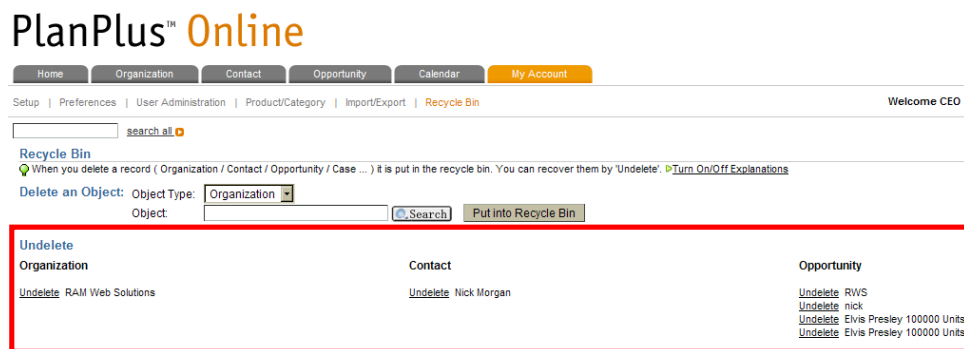 PlanPlus™ Online
Home Organization Contact Opportunity Calendar My Account
Setup | Preferences | User Administration | Product/Category | Import/Export | Recycle Bin Welcome CEO
search all
Recycle Bin
When you delete a record ( Organization / Contact / Opportunity / Case ... ) it is put in the recycle bin. You can recover them by 'Undelete'. Turn On/Off Explanations
Delete an Object: Object Type: Organization
Object: Search Put into Recycle Bin
Undelete
Organization Contact Opportunity
Undelete RAM Web Solutions Undelete Nick Morgan Undelete RWS
Undelete nick
Undelete Elvis Presley 100000 Units
Undelete Elvis Presley 100000 Units